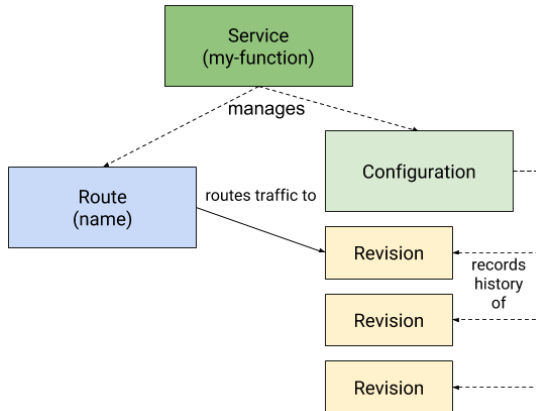 Service
(my-function)
manages
Configuration
Route
(name)
routes traffic to
Revision
records
history
of
Revision
Revision